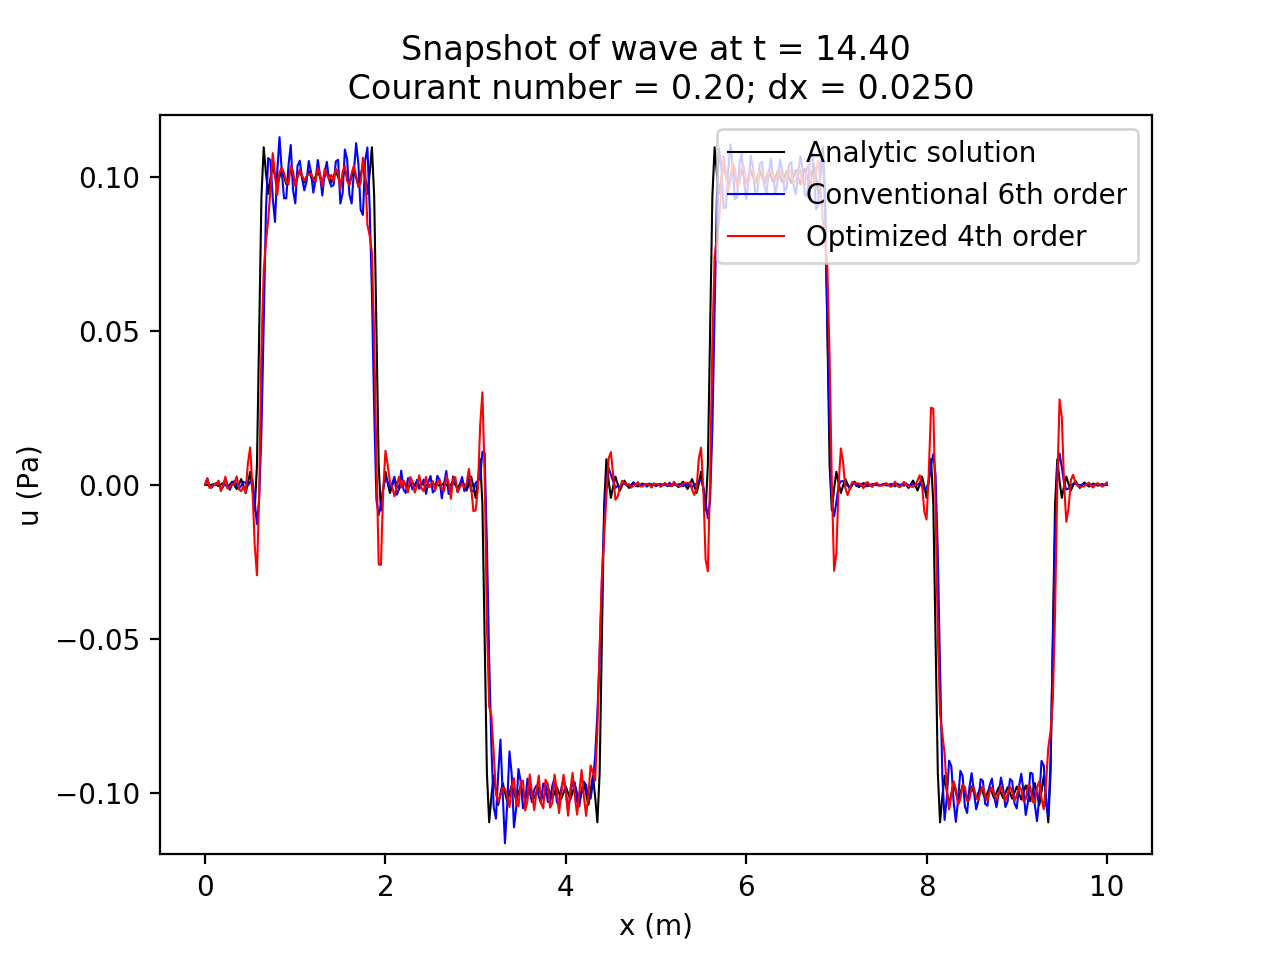 Snapshot of wave at t = 14.40
Courant number = 0.20; dx = 0.0250
Analytic solution
Conventional 6th order
Optimized 4th order
0.10
0.05
0.00
−0.05
−0.10
u (Pa)
0 2 4 6 8 10
x (m)